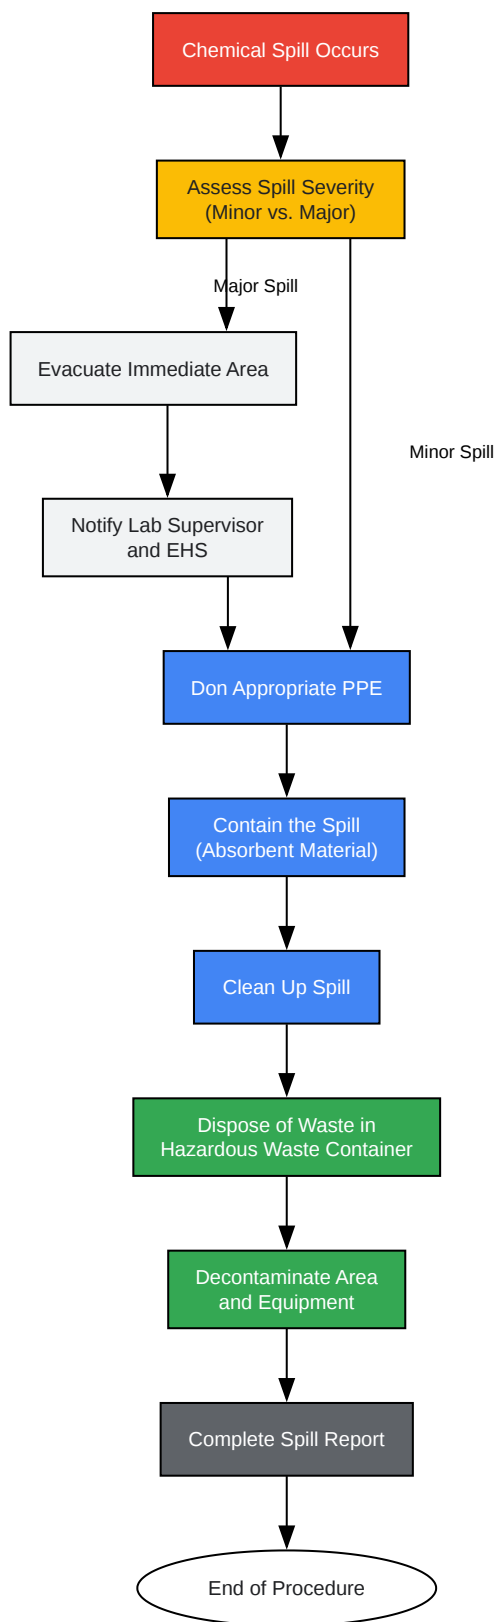 Chemical Spill Occurs
Assess Spill Severity
(Minor vs. Major)
Major Spill
Evacuate Immediate Area
Minor Spill
Notify Lab Supervisor
and EHS
Don Appropriate PPE
Contain the Spill
(Absorbent Material)
Clean Up Spill
Dispose of Waste in
Hazardous Waste Container
Decontaminate Area
and Equipment
Complete Spill Report
End of Procedure